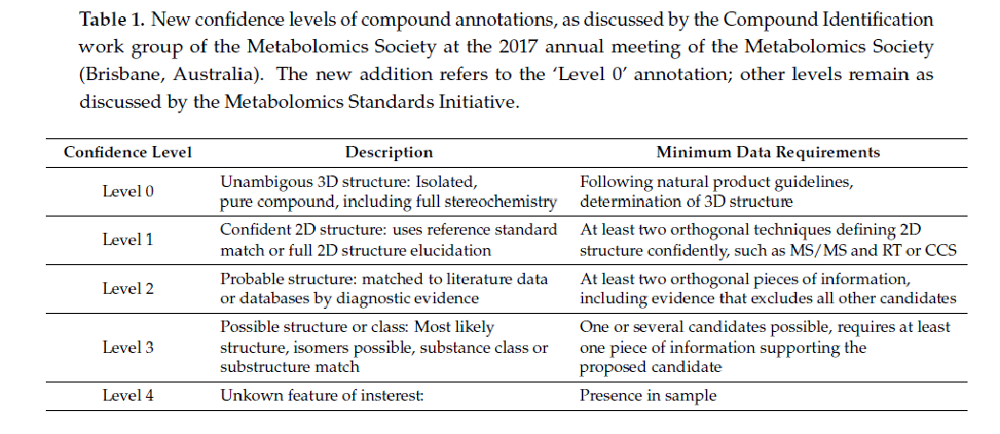 Table 1. New confidence levels of compound annotations, as discussed by the Compound Identification
work group of the Metabolomics Society at the 2017 annual meeting of the Metabolomics Society
(Brisbane, Australia). The new addition refers to the ‘Level 0’ annotation; other levels remain as
discussed by the Metabolomics Standards Initiative.
Confidence Level Description Minimum Data Requirements
Level 0
Unambigous 3D structure: Isolated,
pure compound, including full stereochemistry
Following natural product guidelines,
determination of 3D structure
Level 1
Confident 2D structure: uses reference standard
match or full 2D structure elucidation
At least two orthogonal techniques defining 2D
structure confidently, such as MS/MS and RT or CCS
Level 2
Probable structure: matched to literature data
or databases by diagnostic evidence
At least two orthogonal pieces of information,
including evidence that excludes all other candidates
Level 3
Possible structure or class: Most likely
structure, isomers possible, substance class or
substructure match
One or several candidates possible, requires at least
one piece of information supporting the
proposed candidate
Level 4
Unkown feature of insterest:
Presence in sample